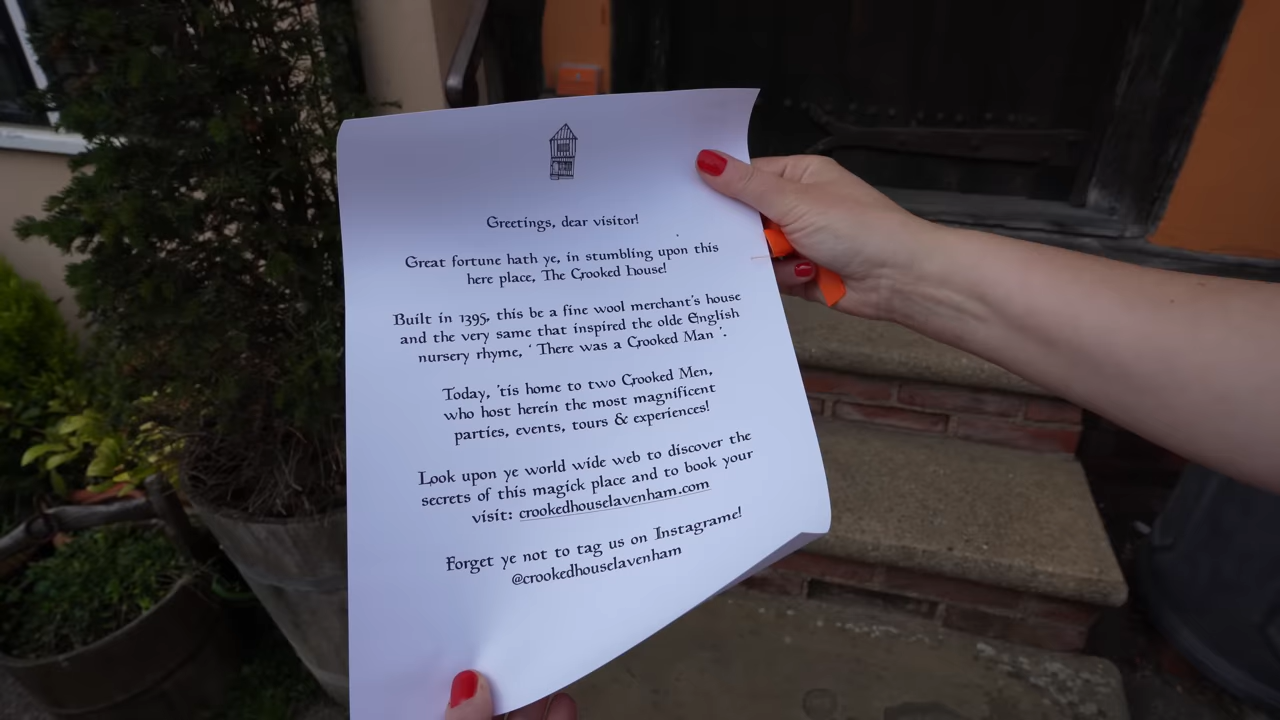 Greetings, dear visitor!
Great fortune hath ye, in stumbling upon this
here place, The Crooked House!
Built in 1395, this be a fine wool merchant's house
and the very same that inspired the olde English
nursery rhyme, ' There was a Crooked Man '.
Today, 'tis home to two Crooked Men,
who host herein the most magnificent
parties, events, tours & experiences!
Look upon ye world wide web to discover the
secrets of this magick place and to book your
visit: crookedhouselavenham.com
Forget ye not to tag us on Instagrame!
@crookedhouselavenham